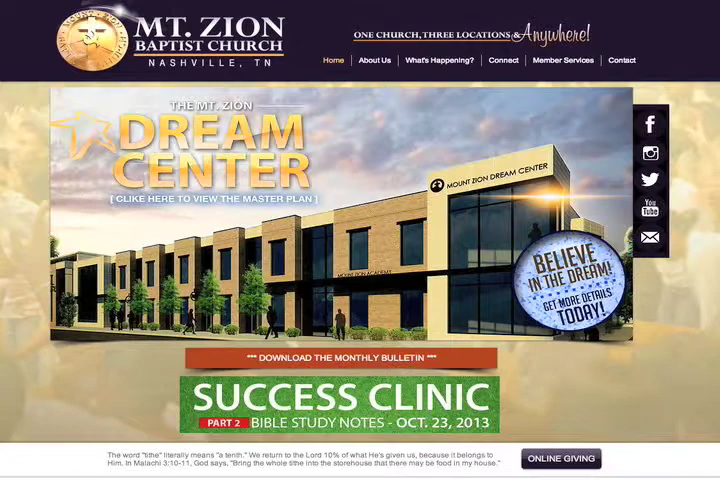 MT. ZION
BAPTIST CHURCH
NASHVILLE, TN
ONE CHURCH, THREE LOCATIONS & Anywhere!
Home
About Us
What's Happening?
Connect
Member Services
Contact
THE MT. ZION
DREAM
CENTER
[ CLIKE HERE TO VIEW THE MASTER PLAN ]
MOUNT ZION DREAM CENTER
MOUNT ZION ACADEMY
BELIEVE
IN THE DREAM!
GET MORE DETAILS
TODAY!
You
Tube
*** DOWNLOAD THE MONTHLY BULLETIN ***
SUCCESS CLINIC
PART 2 BIBLE STUDY NOTES - OCT. 23, 2013
The word "tithe" literally means "a tenth." We return to the Lord 10% of what He's given us, because it belongs to
Him. In Malachi 3:10-11, God says, "Bring the whole tithe into the storehouse that there may be food in my house."
ONLINE GIVING